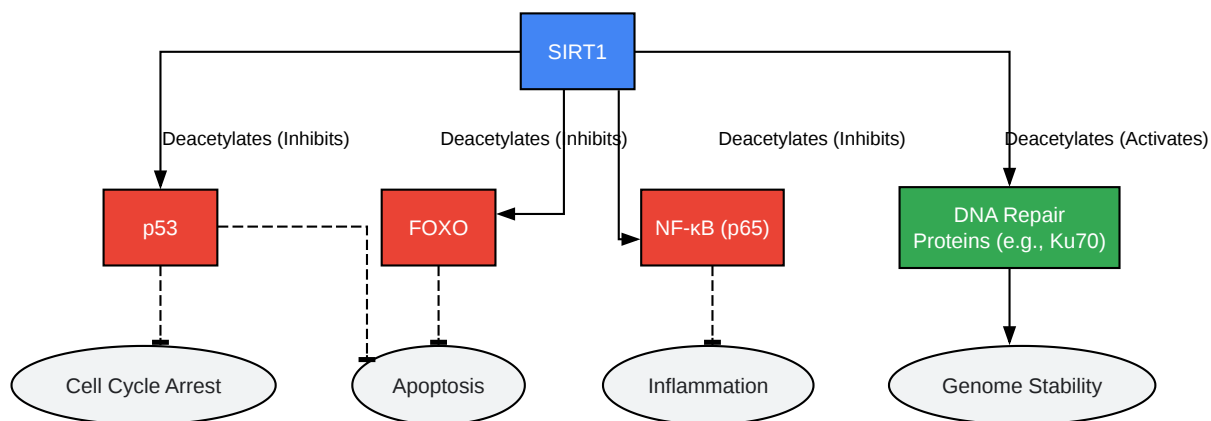 SIRT1
Deacetylates (Inhibits)
Deacetylates (Inhibits)
Deacetylates (Inhibits)
Deacetylates (Activates)
p53
FOXO
NF-κB (p65)
DNA Repair
Proteins (e.g., Ku70)
Cell Cycle Arrest
Apoptosis
Inflammation
Genome Stability